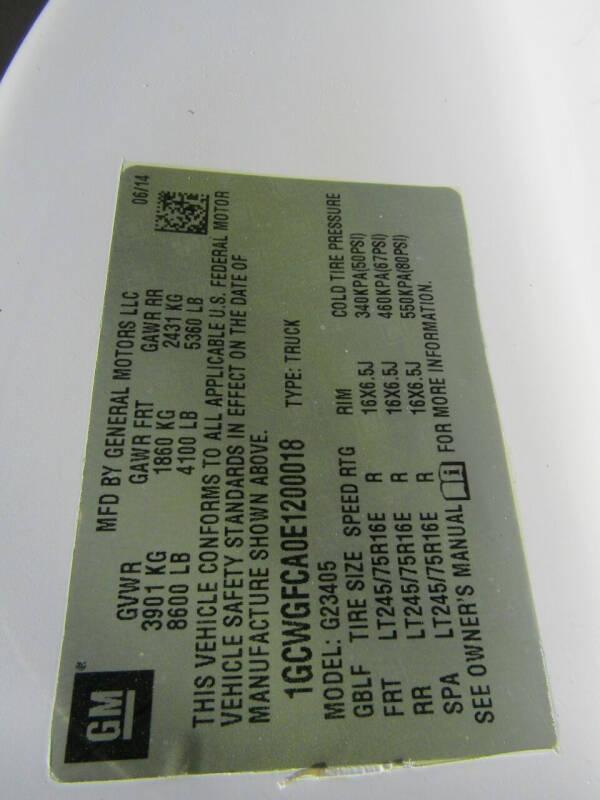 GM®
MFD BY GENERAL MOTORS LLC 06/14
GVWR GAWR FRT GAWR RR
3901 KG 1860 KG 2431 KG
8600 LB 4100 LB 5360 LB
THIS VEHICLE CONFORMS TO ALL APPLICABLE U.S. FEDERAL MOTOR
VEHICLE SAFETY STANDARDS IN EFFECT ON THE DATE OF
MANUFACTURE SHOWN ABOVE.
1GCWGFCA0E1200018 TYPE: TRUCK
MODEL: G23405
GBLF TIRE SIZE SPEED RTG RIM COLD TIRE PRESSURE
FRT LT245/75R16E R 16X6.5J 340KPA(50PSI)
RR LT245/75R16E R 16X6.5J 460KPA(67PSI)
SPA LT245/75R16E R 16X6.5J 550KPA(80PSI)
SEE OWNER'S MANUAL i FOR MORE INFORMATION.